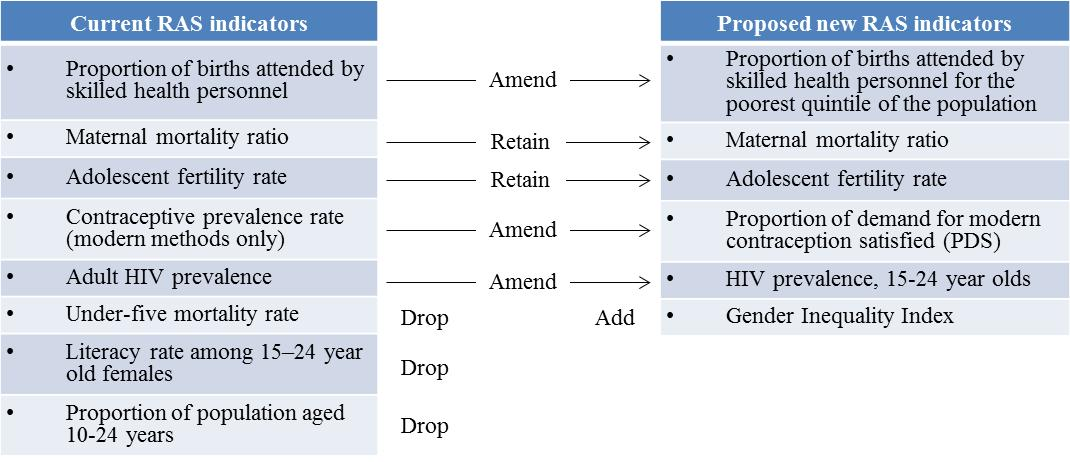 Current RAS indicators
Proposed new RAS indicators
• Proportion of births attended by
skilled health personnel
Amend
• Proportion of births attended by
skilled health personnel for the
poorest quintile of the population
• Maternal mortality ratio
Retain
• Maternal mortality ratio
• Adolescent fertility rate
Retain
• Adolescent fertility rate
• Contraceptive prevalence rate
(modern methods only)
Amend
• Proportion of demand for modern
contraception satisfied (PDS)
• Adult HIV prevalence
Amend
• HIV prevalence, 15-24 year olds
• Under-five mortality rate
Drop
Add
• Gender Inequality Index
• Literacy rate among 15–24 year
old females
Drop
• Proportion of population aged
10-24 years
Drop